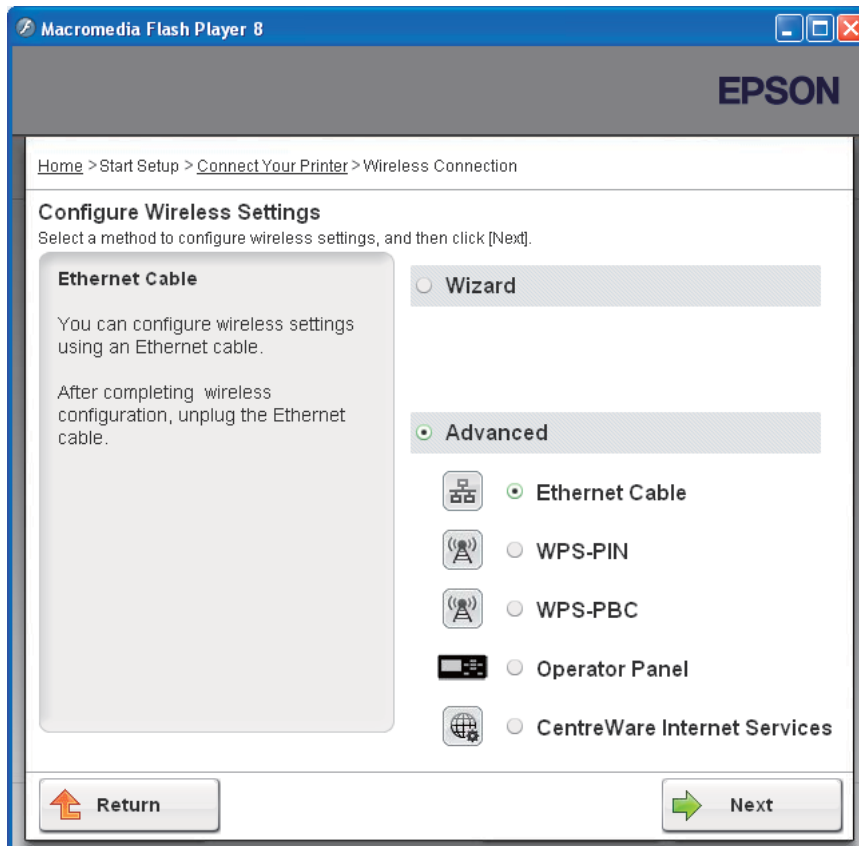 Macromedia Flash Player 8
EPSON
Home > Start Setup > Connect Your Printer > Wireless Connection
Configure Wireless Settings
Select a method to configure wireless settings, and then click [Next].
Ethernet Cable
You can configure wireless settings
using an Ethernet cable.
After completing wireless
configuration, unplug the Ethernet
cable.
Wizard
Advanced
Ethernet Cable
WPS-PIN
WPS-PBC
Operator Panel
CentreWare Internet Services
Return
Next